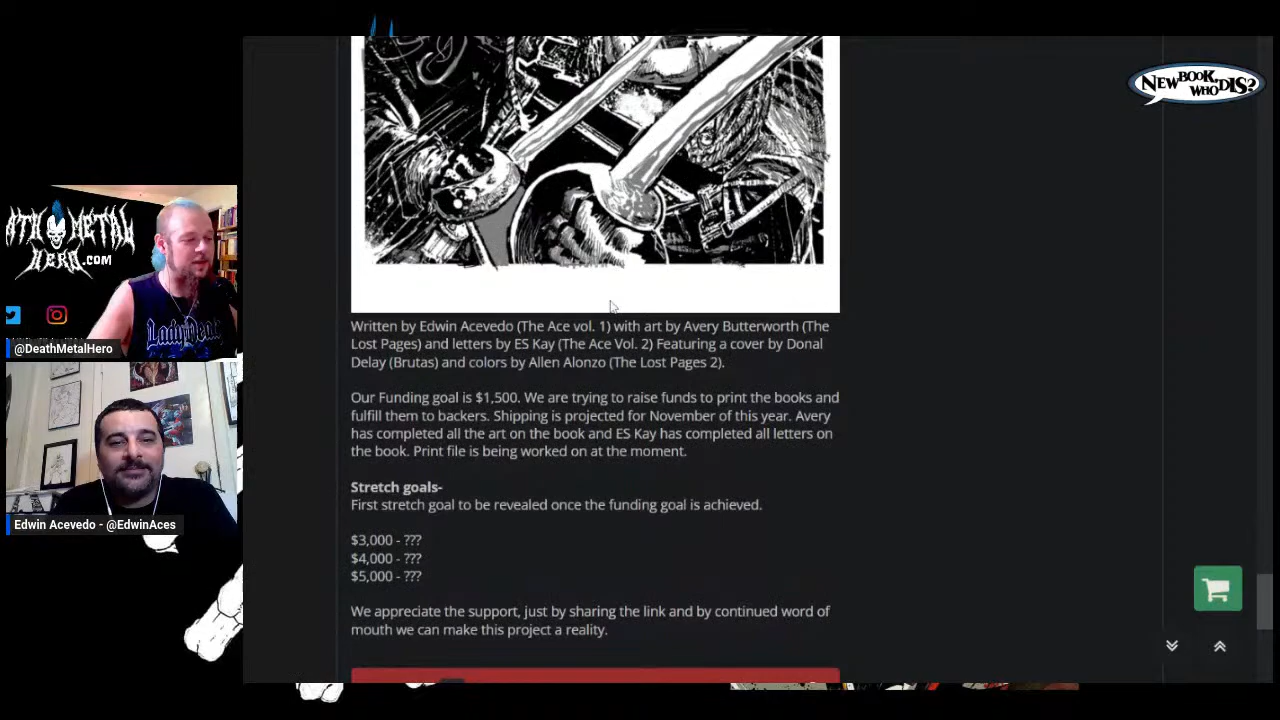 NEW BOOK, WHO DIS?
ATH METAL
HERO.COM
Lady Death
@DeathMetalHero
Edwin Acevedo - @EdwinAces
Written by Edwin Acevedo (The Ace vol. 1) with art by Avery Butterworth (The
Lost Pages) and letters by ES Kay (The Ace Vol. 2) Featuring a cover by Donal
Delay (Brutas) and colors by Allen Alonzo (The Lost Pages 2).
Our Funding goal is $1,500. We are trying to raise funds to print the books and
fulfill them to backers. Shipping is projected for November of this year. Avery
has completed all the art on the book and ES Kay has completed all letters on
the book. Print file is being worked on at the moment.
Stretch goals-
First stretch goal to be revealed once the funding goal is achieved.
$3,000 - ???
$4,000 - ???
$5,000 - ???
We appreciate the support, just by sharing the link and by continued word of
mouth we can make this project a reality.